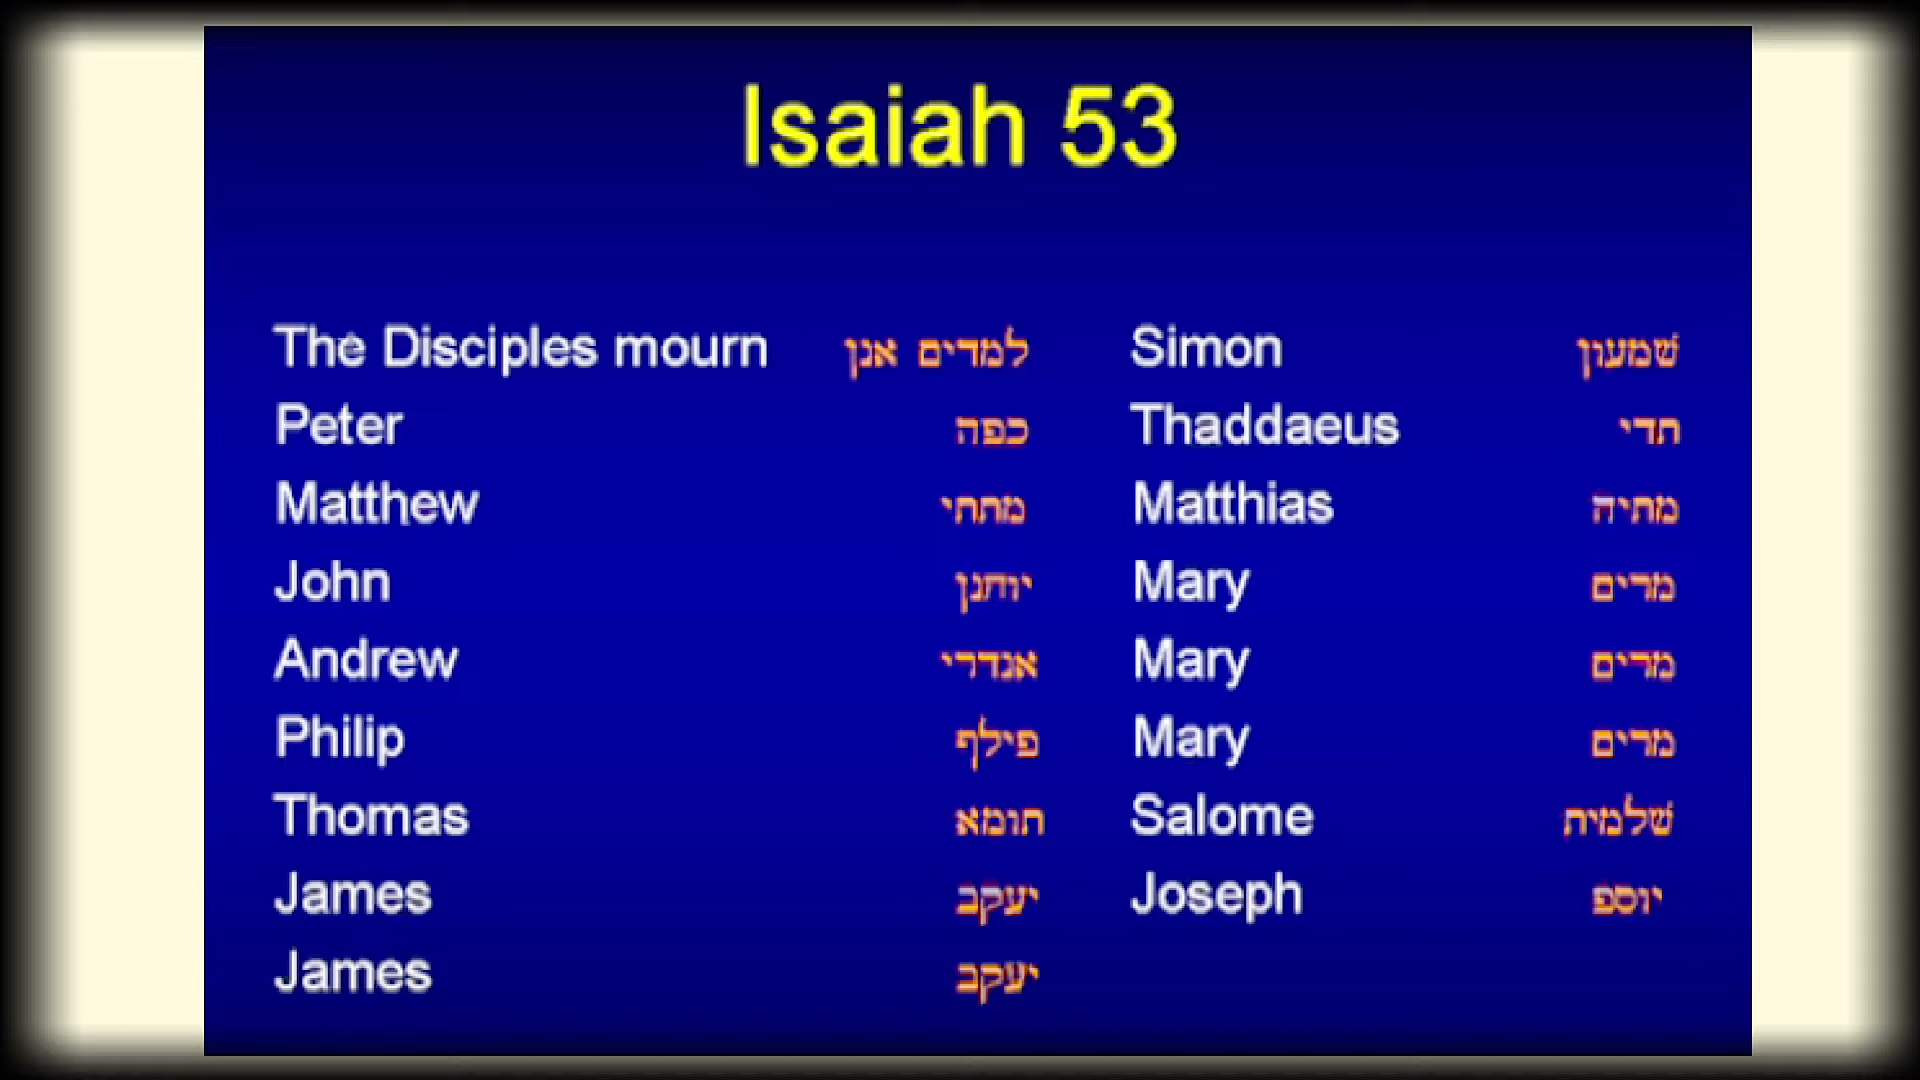 Isaiah 53
The Disciples mourn למדים אנן
Peter כפה
Matthew מתתי
John יוחנן
Andrew אנדרי
Philip פילף
Thomas תומא
James יעקב
James יעקב
Simon שמעון
Thaddaeus תדי
Matthias מתיה
Mary מרים
Mary מרים
Mary מרים
Salome שלמית
Joseph יוספ